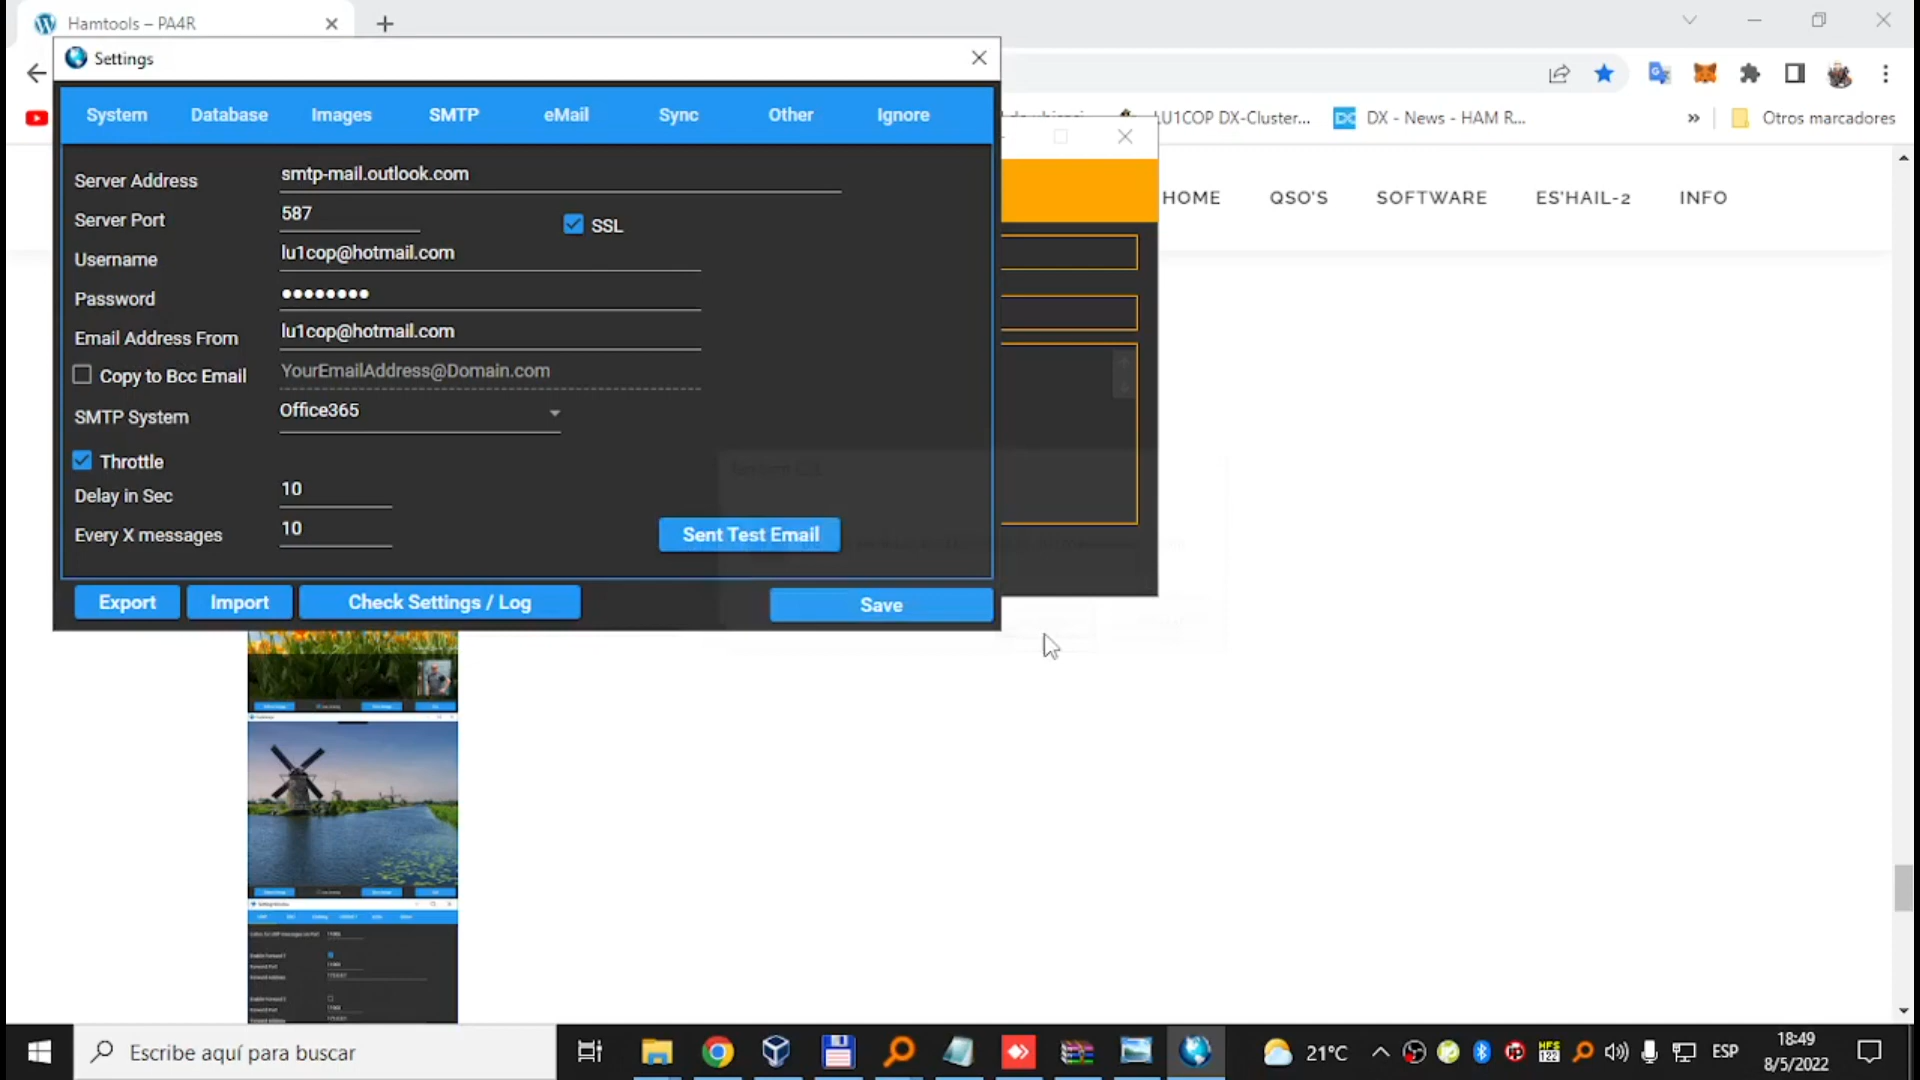 Hamtools – PA4R
Settings
System Database Images SMTP eMail Sync Other Ignore
LU1COP DX-Cluster...
DX - News - HAM R...
» Otros marcadores
HOME QSO'S SOFTWARE ES'HAIL-2 INFO
Server Address smtp-mail.outlook.com
Server Port 587 SSL
Username lu1cop@hotmail.com
Password ••••••••
Email Address From lu1cop@hotmail.com
Copy to Bcc Email YourEmailAddress@Domain.com
SMTP System Office365
Throttle
Delay in Sec 10
Every X messages 10
Sent Test Email
Export Import Check Settings / Log Save
Escribe aquí para buscar
21°C
ESP
18:49
8/5/2022